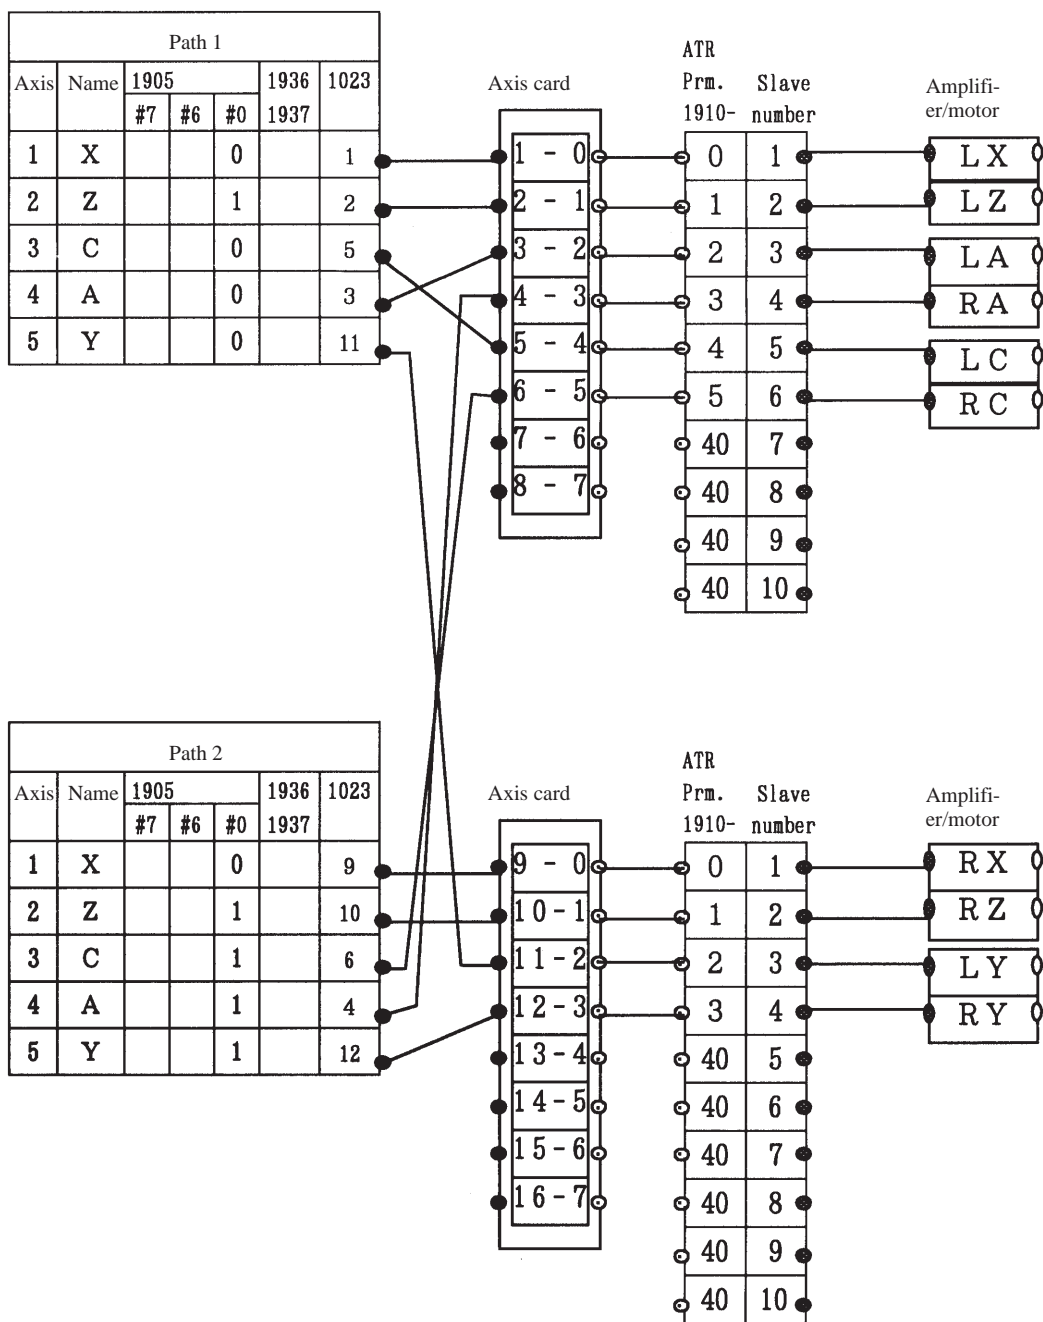 Path 1
Axis Name 1905 1936 1023
#7 #6 #0 1937
1 X 0 1
2 Z 1 2
3 C 0 5
4 A 0 3
5 Y 0 11
Axis card
1 - 0
2 - 1
3 - 2
4 - 3
5 - 4
6 - 5
7 - 6
8 - 7
ATR
Prm. Slave
1910- number
0 1
1 2
2 3
3 4
4 5
5 6
40 7
40 8
40 9
40 10
Amplifi-
er/motor
LX
LZ
LA
RA
LC
RC
Path 2
Axis Name 1905 1936 1023
#7 #6 #0 1937
1 X 0 9
2 Z 1 10
3 C 1 6
4 A 1 4
5 Y 1 12
Axis card
9 - 0
10 - 1
11 - 2
12 - 3
13 - 4
14 - 5
15 - 6
16 - 7
ATR
Prm. Slave
1910- number
0 1
1 2
2 3
3 4
40 5
40 6
40 7
40 8
40 9
40 10
Amplifi-
er/motor
RX
RZ
LY
RY